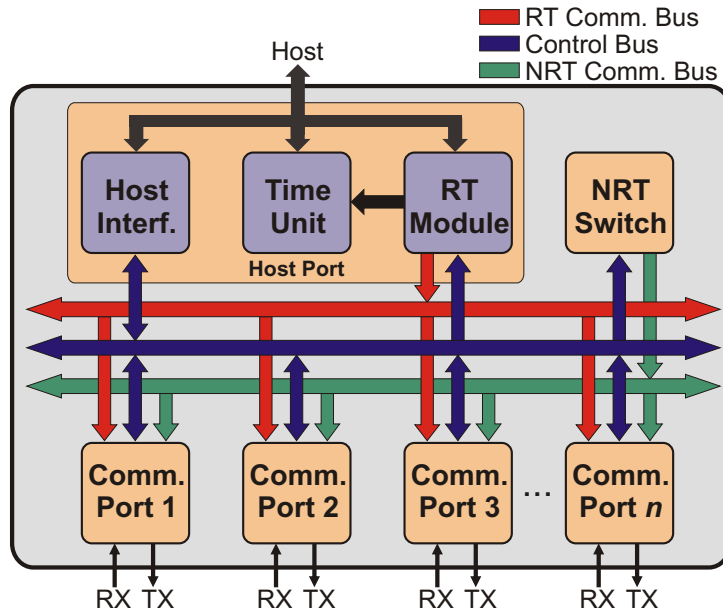 RT Comm. Bus
Control Bus
NRT Comm. Bus
Host
Host
Interf.
Time
Unit
RT
Module
NRT
Switch
Host Port
Comm.
Port 1
Comm.
Port 2
Comm.
Port 3
...
Comm.
Port n
RX TX
RX TX
RX TX
RX TX